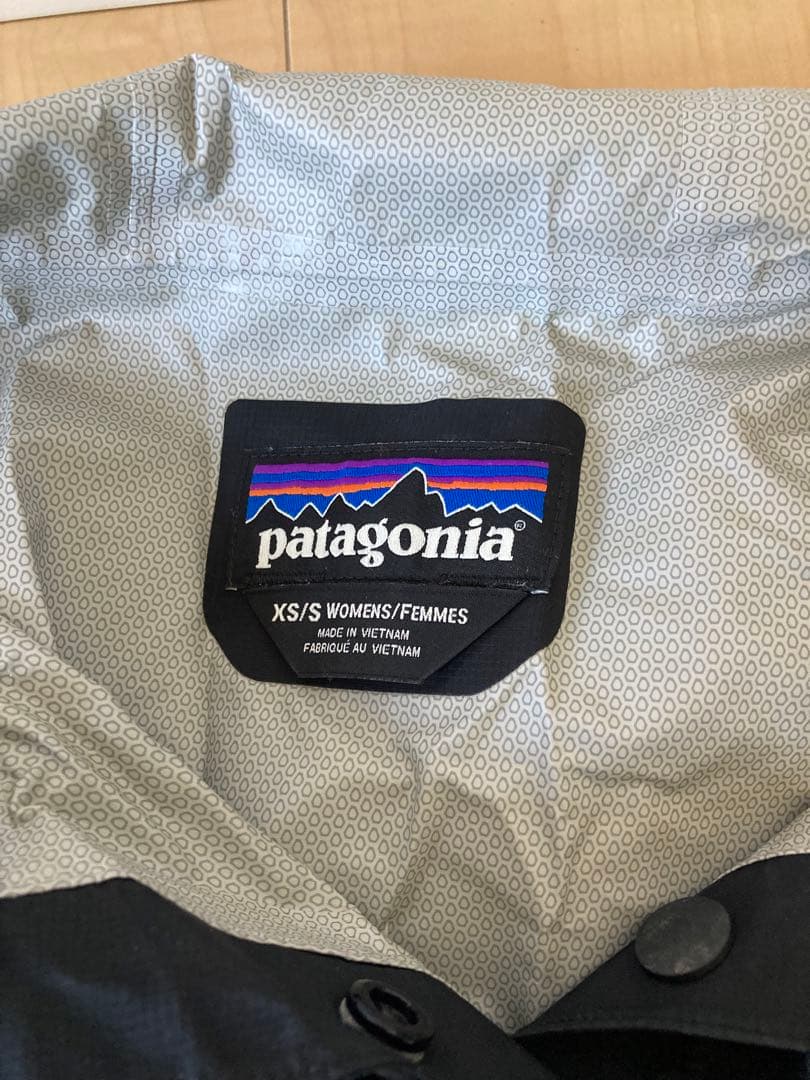 patagonia®
XS/S WOMENS/FEMMES
MADE IN VIETNAM
FABRIQUÉ AU VIETNAM